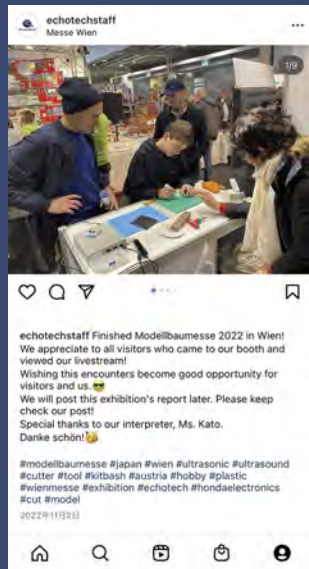 echotechstaff
Messe Wien
1/9
echotechstaff Finished Modellbaumesse 2022 in Wien!
We appreciate to all visitors who came to our booth and
viewed our livestream!
Wishing this encounters become good opportunity for
visitors and us.😎
We will post this exhibition's report later. Please keep
check our post!
Special thanks to our interpreter, Ms. Kato.
Danke schön!🥳
#modellbaumesse #japan #wien #ultrasonic #ultrasound
#cutter #tool #kitbash #austria #hobby #plastic
#wienmesse #exhibition #echotech #hondaelectronics
#cut #model
2022年11月2日